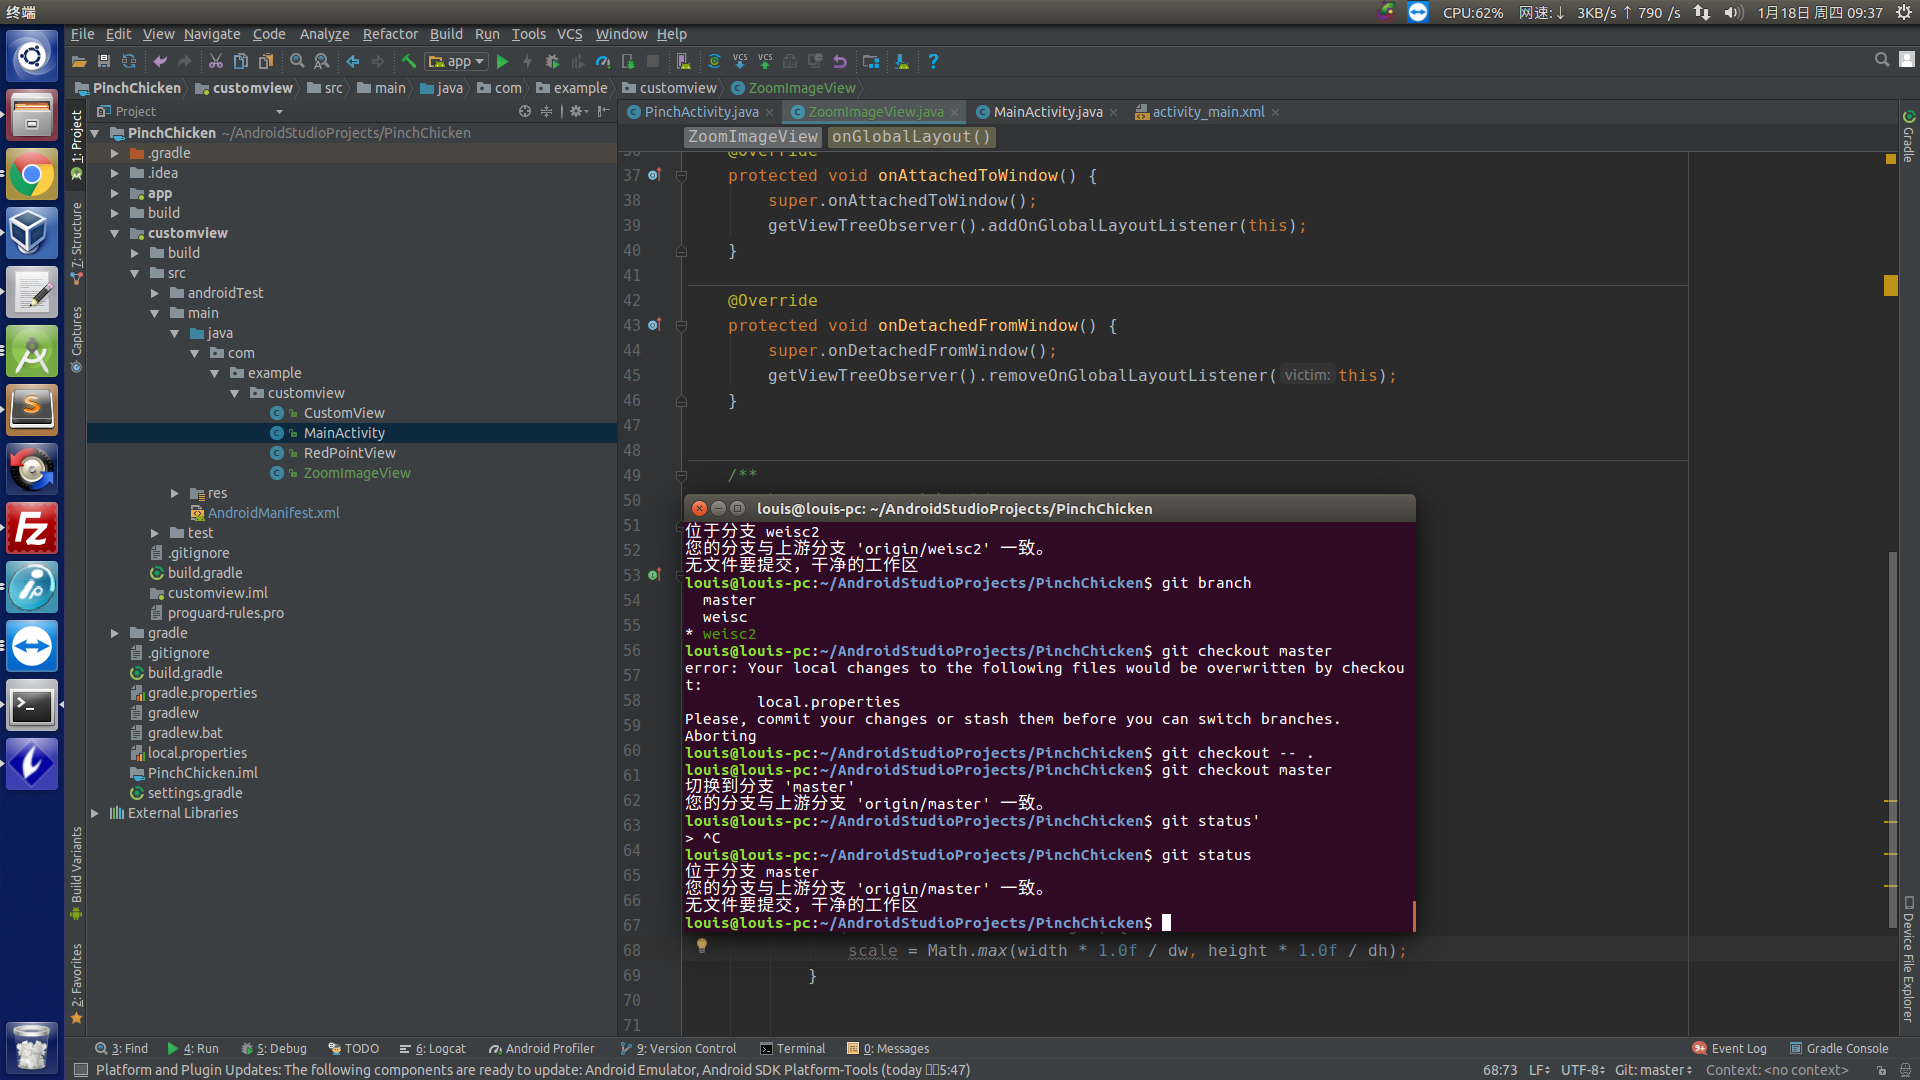 终端
CPU:62% 网速:↓ 3KB/s ↑ 790 /s 1月18日 周四 09:37
File Edit View Navigate Code Analyze Refactor Build Run Tools VCS Window Help
app
VCS VCS
PinchChicken customview src main java com example customview ZoomImageView
Project
PinchActivity.java ZoomImageView.java MainActivity.java activity_main.xml
ZoomImageView onGlobalLayout()
PinchChicken ~/AndroidStudioProjects/PinchChicken
.gradle
.idea
app
build
customview
build
src
androidTest
main
java
com
example
customview
CustomView
MainActivity
RedPointView
ZoomImageView
res
AndroidManifest.xml
test
.gitignore
build.gradle
customview.iml
proguard-rules.pro
gradle
.gitignore
build.gradle
gradle.properties
gradlew
gradlew.bat
local.properties
PinchChicken.iml
settings.gradle
External Libraries
1: Project
7: Structure
Captures
Build Variants
2: Favorites
36 @Override
37 protected void onAttachedToWindow() {
38 super.onAttachedToWindow();
39 getViewTreeObserver().addOnGlobalLayoutListener(this);
40 }
41
42 @Override
43 protected void onDetachedFromWindow() {
44 super.onDetachedFromWindow();
45 getViewTreeObserver().removeOnGlobalLayoutListener( victim: this);
46 }
47
48
49 /**
50
51
52
53
54
55
56
57
58
59
60
61
62
63
64
65
66
67
68 scale = Math.max(width * 1.0f / dw, height * 1.0f / dh);
69 }
70
71
louis@louis-pc: ~/AndroidStudioProjects/PinchChicken
位于分支 weisc2
您的分支与上游分支 'origin/weisc2' 一致。
无文件要提交，干净的工作区
louis@louis-pc:~/AndroidStudioProjects/PinchChicken$ git branch
master
weisc
* weisc2
louis@louis-pc:~/AndroidStudioProjects/PinchChicken$ git checkout master
error: Your local changes to the following files would be overwritten by checkou
t:
local.properties
Please, commit your changes or stash them before you can switch branches.
Aborting
louis@louis-pc:~/AndroidStudioProjects/PinchChicken$ git checkout -- .
louis@louis-pc:~/AndroidStudioProjects/PinchChicken$ git checkout master
切换到分支 'master'
您的分支与上游分支 'origin/master' 一致。
louis@louis-pc:~/AndroidStudioProjects/PinchChicken$ git status'
> ^C
louis@louis-pc:~/AndroidStudioProjects/PinchChicken$ git status
位于分支 master
您的分支与上游分支 'origin/master' 一致。
无文件要提交，干净的工作区
louis@louis-pc:~/AndroidStudioProjects/PinchChicken$
Gradle
Device File Explorer
3: Find 4: Run 5: Debug TODO 6: Logcat Android Profiler 9: Version Control Terminal 0: Messages 9+ Event Log Gradle Console
Platform and Plugin Updates: The following components are ready to update: Android Emulator, Android SDK Platform-Tools (today 5:47) 68:73 LF UTF-8 Git: master Context: <no context>